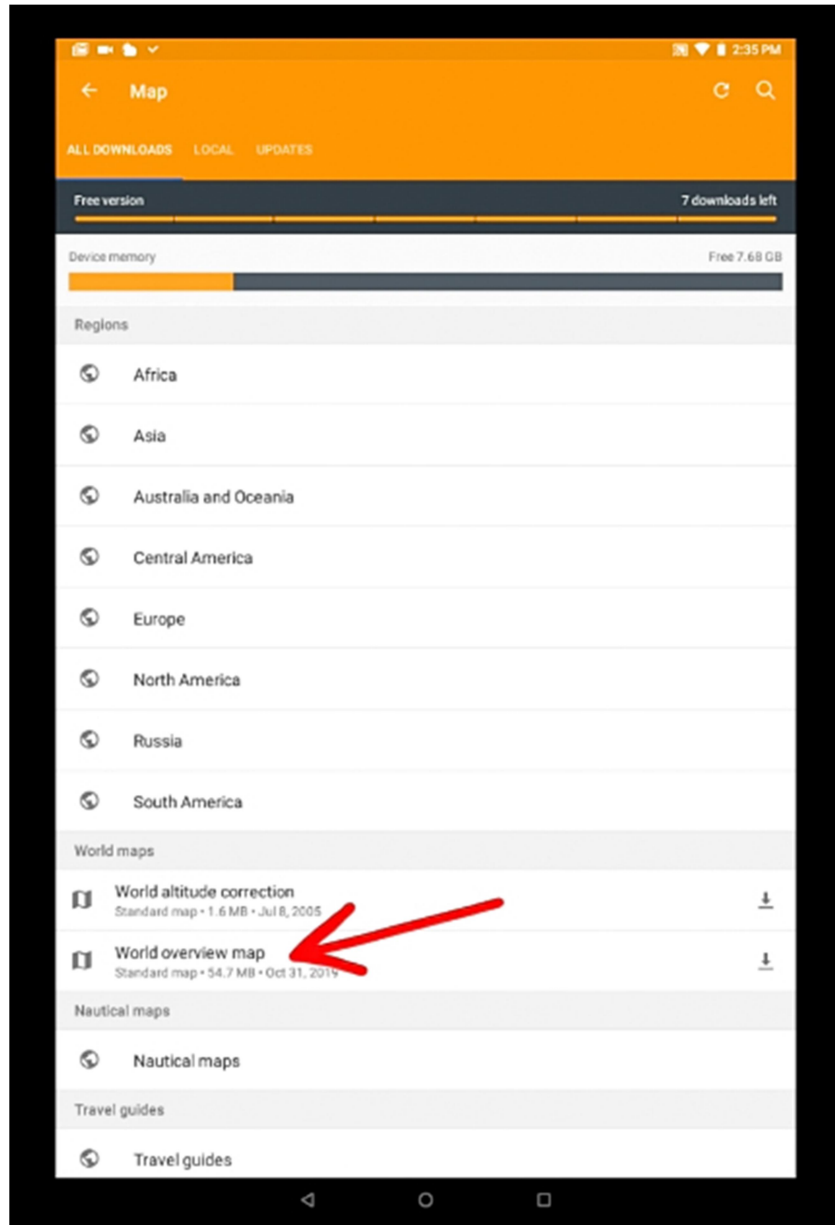 2:35 PM
Map
ALL DOWNLOADS LOCAL UPDATES
Free version 7 downloads left
Device memory Free 7.68 GB
Regions
Africa
Asia
Australia and Oceania
Central America
Europe
North America
Russia
South America
World maps
World altitude correction
Standard map • 1.6 MB • Jul 8, 2005
World overview map
Standard map • 54.7 MB • Oct 31, 2019
Nautical maps
Nautical maps
Travel guides
Travel guides